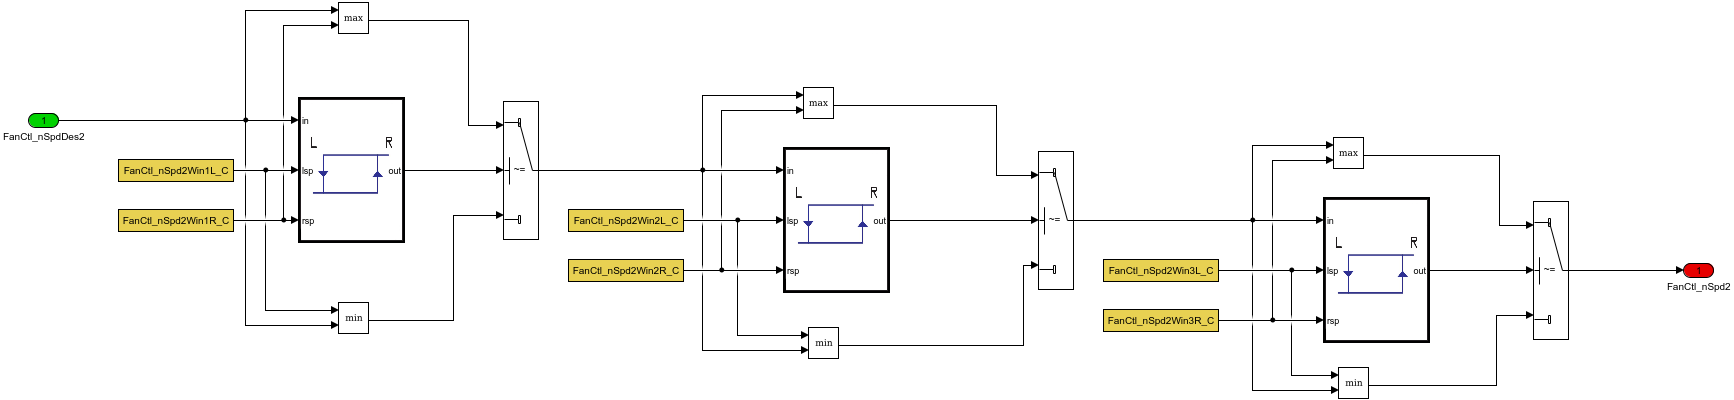 max
1
FanCtl_nSpdDes2
in
L R
FanCtl_nSpd2Win1L_C
lsp
out
~=
FanCtl_nSpd2Win1R_C
rsp
min
max
in
L R
FanCtl_nSpd2Win2L_C
lsp
out
~=
FanCtl_nSpd2Win2R_C
rsp
min
max
in
L R
FanCtl_nSpd2Win3L_C
lsp
out
~=
FanCtl_nSpd2Win3R_C
rsp
min
1
FanCtl_nSpd2